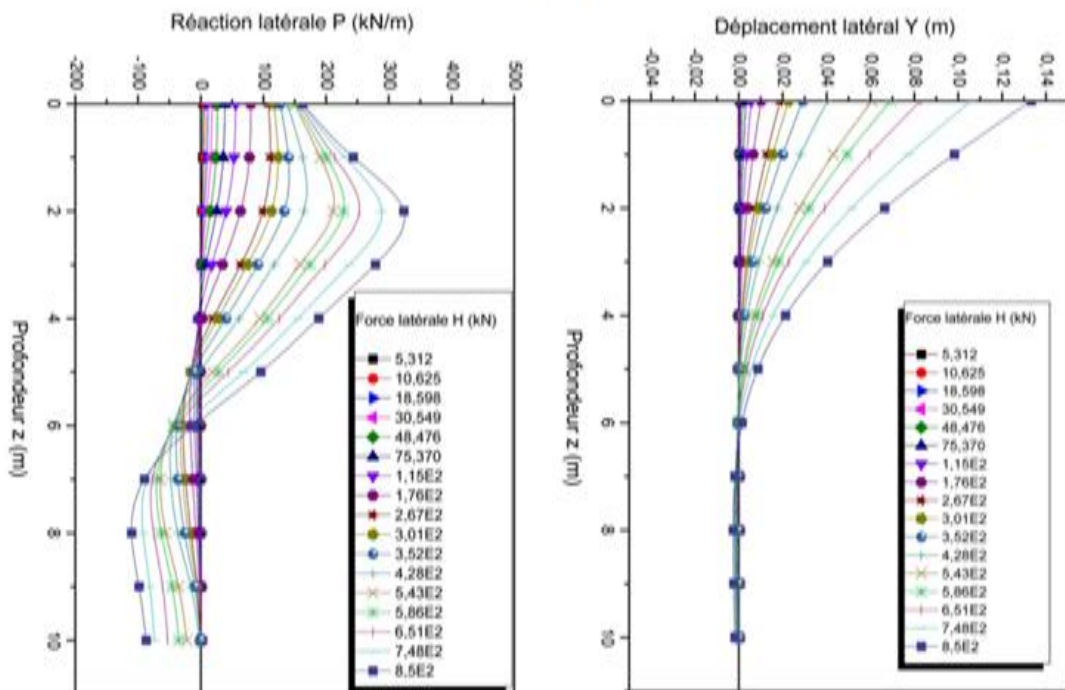 Réaction latérale P (kN/m)
-200 -100 0 100 200 300 400 500
Profondeur z (m)
0
2
4
6
8
10
Force latérale H (kN)
5,312
10,625
18,598
30,549
48,476
75,370
1,15E2
1,76E2
2,67E2
3,01E2
3,52E2
4,28E2
5,43E2
5,86E2
6,51E2
7,48E2
8,5E2
Déplacement latéral Y (m)
-0,04 -0,02 0,00 0,02 0,04 0,06 0,08 0,10 0,12 0,14
Profondeur z (m)
0
2
4
6
8
10
Force latérale H (kN)
5,312
10,625
18,598
30,549
48,476
75,370
1,15E2
1,76E2
2,67E2
3,01E2
3,52E2
4,28E2
5,43E2
5,86E2
6,51E2
7,48E2
8,5E2